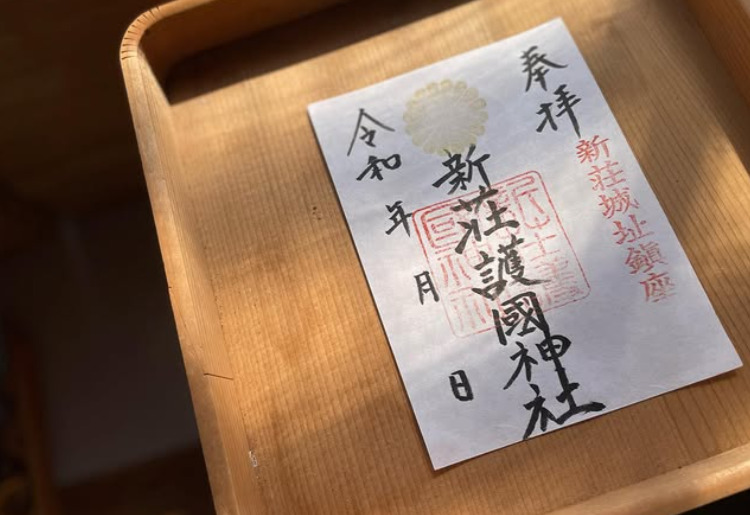 奉拝
新荘城址鎮座
新荘護國神社
令和 年 月 日